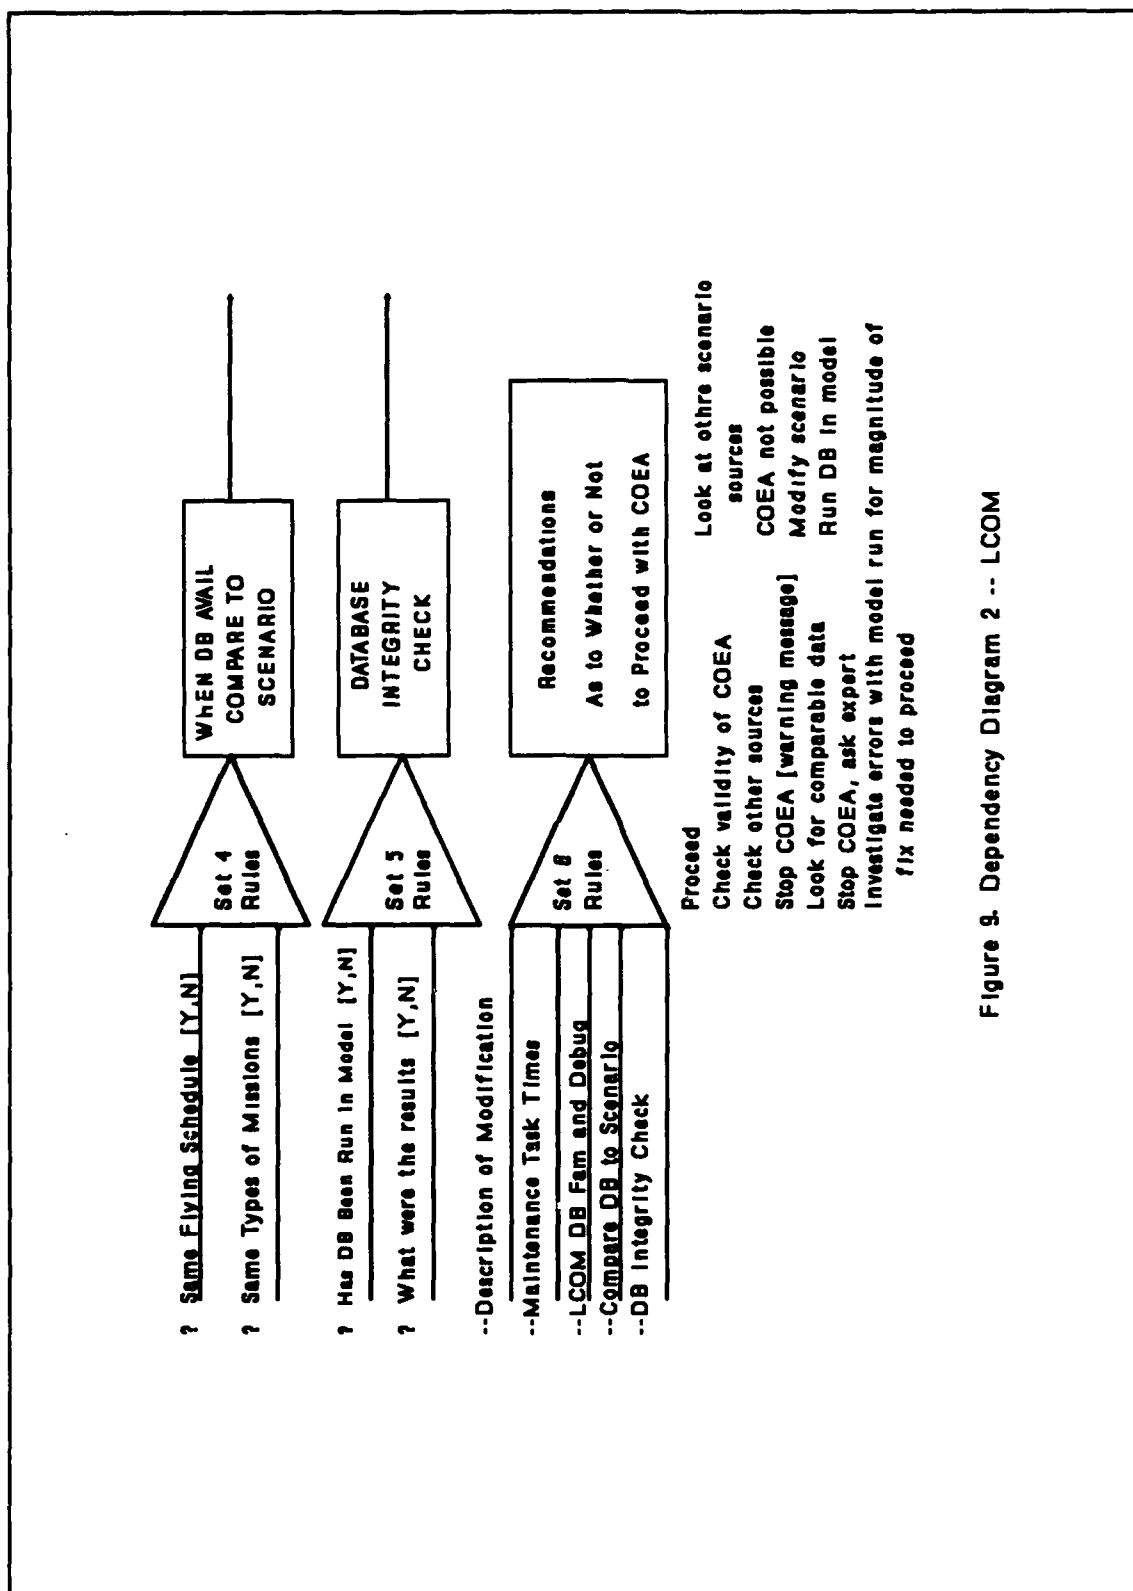 ? Same Flying Schedule [Y,N]
? Same Types of Missions [Y,N]
Set 4
Rules
WhEN DB AVAIL
COMPARE TO
SCENARIO
? Has DB Been Run In Model [Y,N]
? What were the results [Y,N]
Set 5
Rules
DATABASE
INTEGRITY
CHECK
--Description of Modification
--Maintenance Task Times
--LCOM DB Fam and Debug
--Compare DB to Scenario
--DB Integrity Check
Set 6
Rules
Recommendations
As to Whether or Not
to Proceed with COEA
Proceed
Check validity of COEA
Check other sources
Stop COEA [warning message]
Look for comparable data
Stop COEA, ask expert
Investigate errors with model run for magnitude of
fix needed to proceed
Look at othre scenario
sources
COEA not possible
Modify scenario
Run DB in model
Figure 9. Dependency Diagram 2 -- LCOM